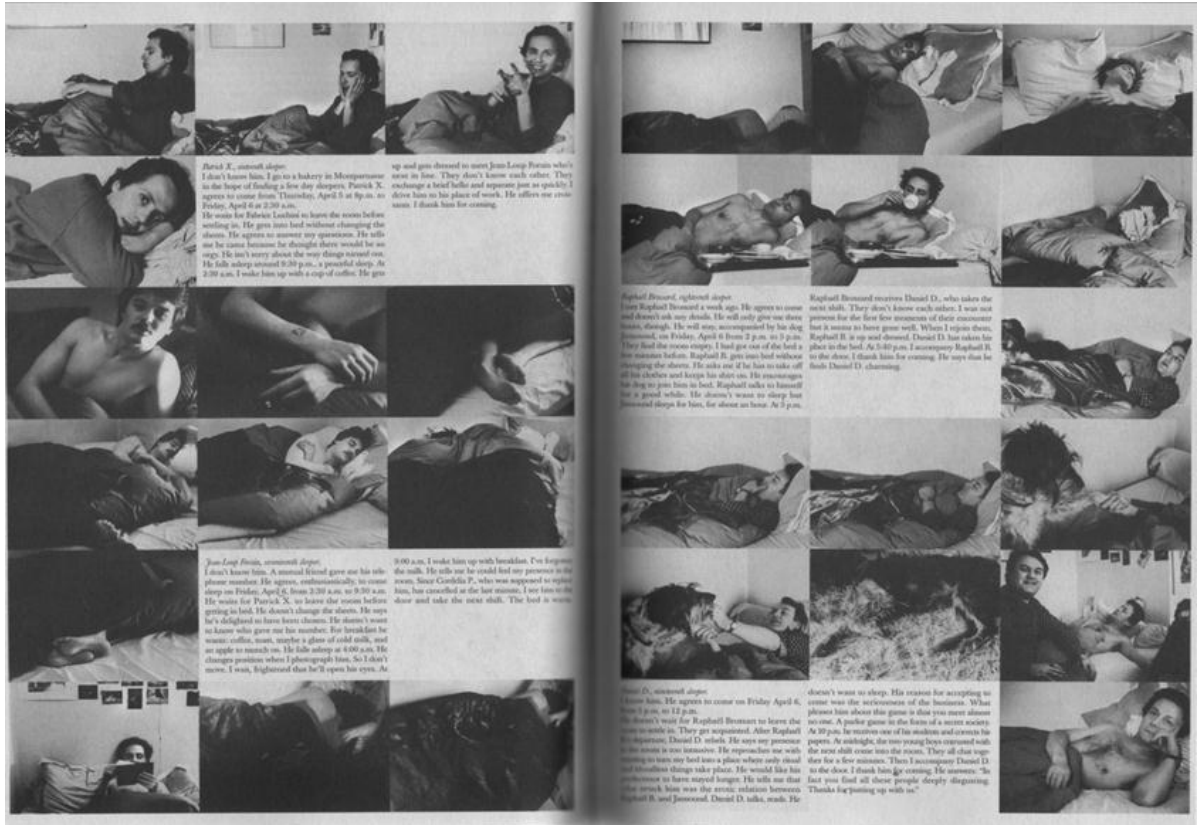 Patrick X., sixteenth sleeper.
I don't know him. I go to a bakery in Montparnasse
in the hope of finding a few day sleepers. Patrick X.
agrees to come from Thursday, April 5 at 8p.m. to
Friday, April 6 at 2:30 a.m.
He waits for Fabrice Luchini to leave the room before
settling in. He gets into bed without changing the
sheets. He agrees to answer my questions. He tells
me he came because he thought there would be an
orgy. He isn't sorry about the way things turned out.
He falls asleep around 9:30 p.m., a peaceful sleep. At
2:30 a.m. I wake him up with a cup of coffee. He gets
up and gets dressed to meet Jean-Loup Forain who's
next in line. They don't know each other. They
exchange a brief hello and separate just as quickly. I
drive him to his place of work. He offers me crois-
sants. I thank him for coming.
Jean-Loup Forain, seventeenth sleeper.
I don't know him. A mutual friend gave me his tele-
phone number. He agrees, enthusiastically, to come
sleep on Friday, April 6, from 2:30 a.m. to 9:30 a.m.
He waits for Patrick X. to leave the room before
getting in bed. He doesn't change the sheets. He says
he's delighted to have been chosen. He doesn't want
to know who gave me his number. For breakfast he
wants: coffee, toast, maybe a glass of cold milk, and
an apple to munch on. He falls asleep at 4:00 a.m. He
changes position when I photograph him. So I don't
move. I wait, frightened that he'll open his eyes. At
9:00 a.m. I wake him up with breakfast. I've forgotten
the milk. He tells me he could feel my presence in the
room. Since Gordelia P., who was supposed to replace
him, has cancelled at the last minute, I see him to the
door and take the next shift. The bed is warm.
Raphaël Brossard, eighteenth sleeper.
I met Raphaël Brossard a week ago. He agrees to come
and doesn't ask any details. He will only give me three
hours, though. He will stay, accompanied by his dog
on Friday, April 6 from 2 p.m. to 5 p.m.
They find the room empty. I had got out of the bed a
few minutes before. Raphaël B. gets into bed without
changing the sheets. He asks me if he has to take off
all his clothes and keeps his shirt on. He encourages
his dog to join him in bed. Raphaël talks to himself
for a good while. He doesn't want to sleep but
sleeps for him, for about an hour. At 5 p.m.
Raphaël Brossard receives Daniel D., who takes the
next shift. They don't know each other. I was not
present for the first few moments of their encounter
but it seems to have gone well. When I rejoin them,
Raphaël B. is up and dressed. Daniel D. has taken his
place in the bed. At 5:40 p.m. I accompany Raphaël B.
to the door. I thank him for coming. He says that he
finds Daniel D. charming.
Daniel D., nineteenth sleeper.
I know him. He agrees to come on Friday April 6,
from 5 p.m. to 12 p.m.
He doesn't wait for Raphaël Brossard to leave the
room to settle in. They get acquainted. After Raphaël
departure, Daniel D. rebels. He says my presence
in the room is too intrusive. He reproaches me with
wanting to turn my bed into a place where only ritual
and bloodless things take place. He would like his
predecessor to have stayed longer. He tells me that
what struck him was the erotic relation between
Raphaël B. and Daniel D. talks, reads. He
doesn't want to sleep. His reason for accepting to
come was the seriousness of the business. What
pleases him about this game is that you meet almost
no one. A parlor game in the form of a secret society.
At 10 p.m. he receives one of his students and corrects his
papers. At midnight, the two young boys entrusted with
the next shift come into the room. They all chat toge-
ther for a few minutes. Then I accompany Daniel D.
to the door. I thank him for coming. He answers: "In
fact you find all these people deeply disgusting.
Thanks for putting up with us."